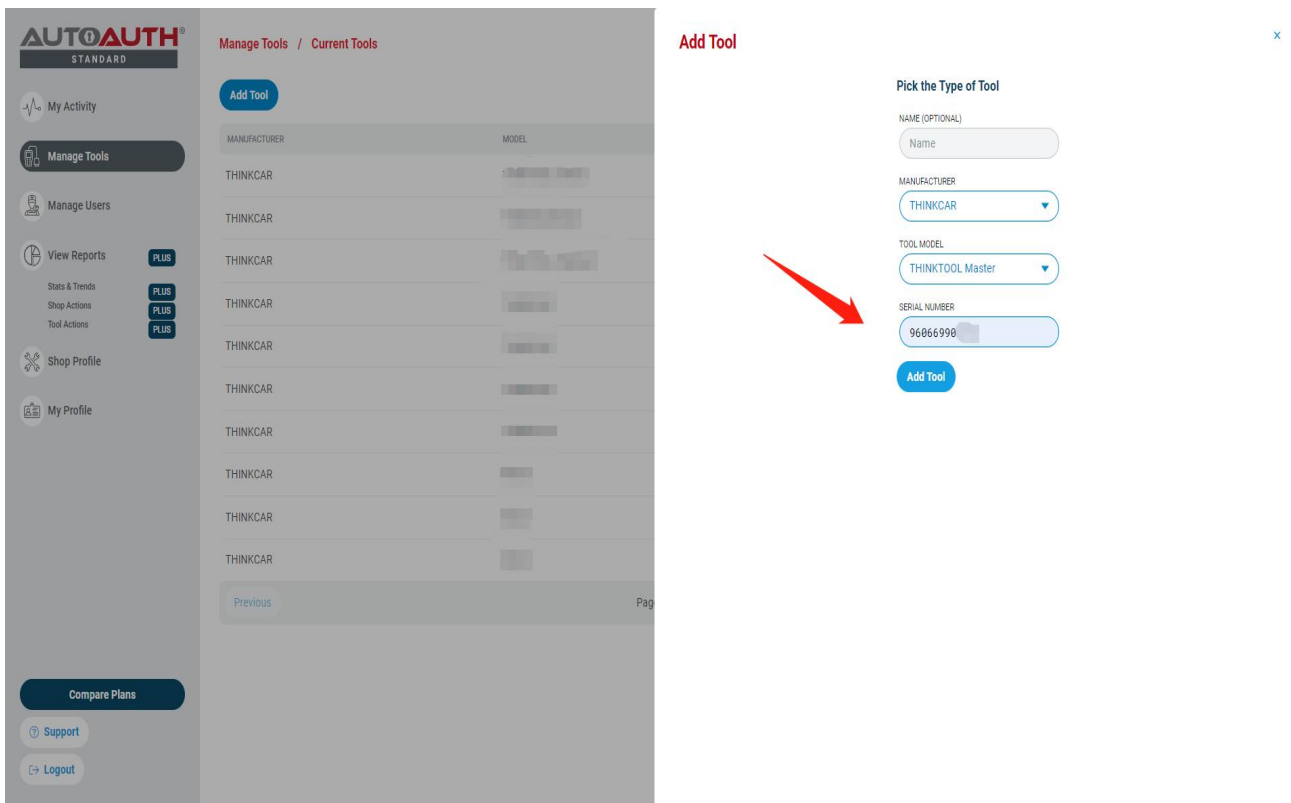 AUTOAUTH®
STANDARD
My Activity
Manage Tools
Manage Users
View Reports PLUS
Stats & Trends PLUS
Shop Actions PLUS
Tool Actions PLUS
Shop Profile
My Profile
Compare Plans
Support
Logout
Manage Tools / Current Tools
Add Tool
MANUFACTURER MODEL
THINKCAR
THINKCAR
THINKCAR
THINKCAR
THINKCAR
THINKCAR
THINKCAR
THINKCAR
THINKCAR
THINKCAR
Previous Pag
Add Tool x
Pick the Type of Tool
NAME (OPTIONAL)
Name
MANUFACTURER
THINKCAR
TOOL MODEL
THINKTOOL Master
SERIAL NUMBER
96066990
Add Tool